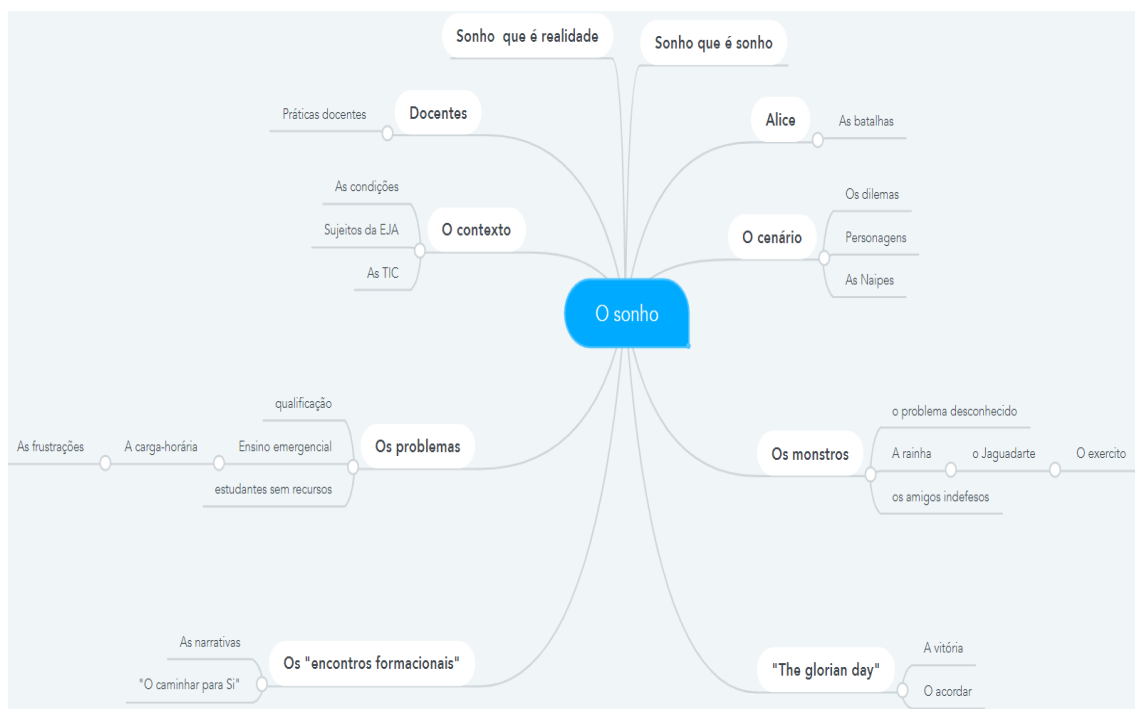 Sonho que é realidade
Sonho que é sonho
Docentes
Práticas docentes
Alice
As batalhas
O contexto
As condições
Sujeitos da EJA
As TIC
O cenário
Os dilemas
Personagens
As Naipes
O sonho
Os problemas
qualificação
Ensino emergencial
A carga-horária
As frustrações
estudantes sem recursos
Os monstros
o problema desconhecido
A rainha
o Jaguadarte
O exercito
os amigos indefesos
Os "encontros formacionais"
As narrativas
"O caminhar para Si"
"The glorian day"
A vitória
O acordar